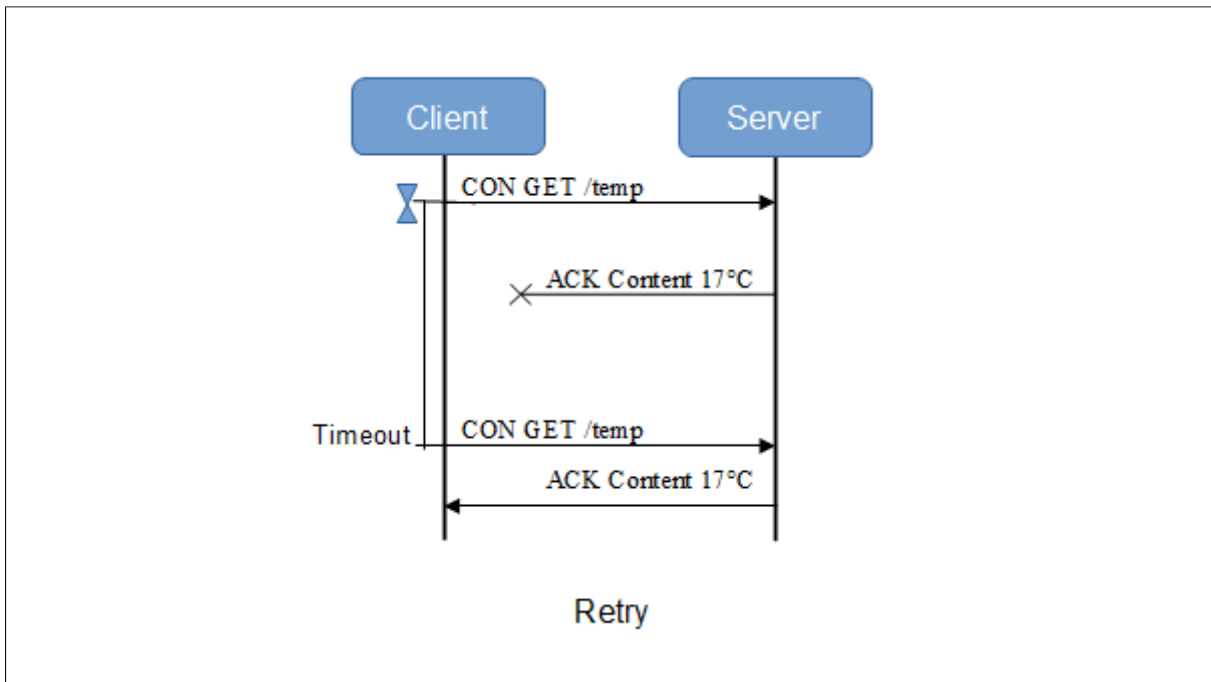 Client
Server
CON GET /temp
ACK Content 17°C
Timeout
CON GET /temp
ACK Content 17°C
Retry